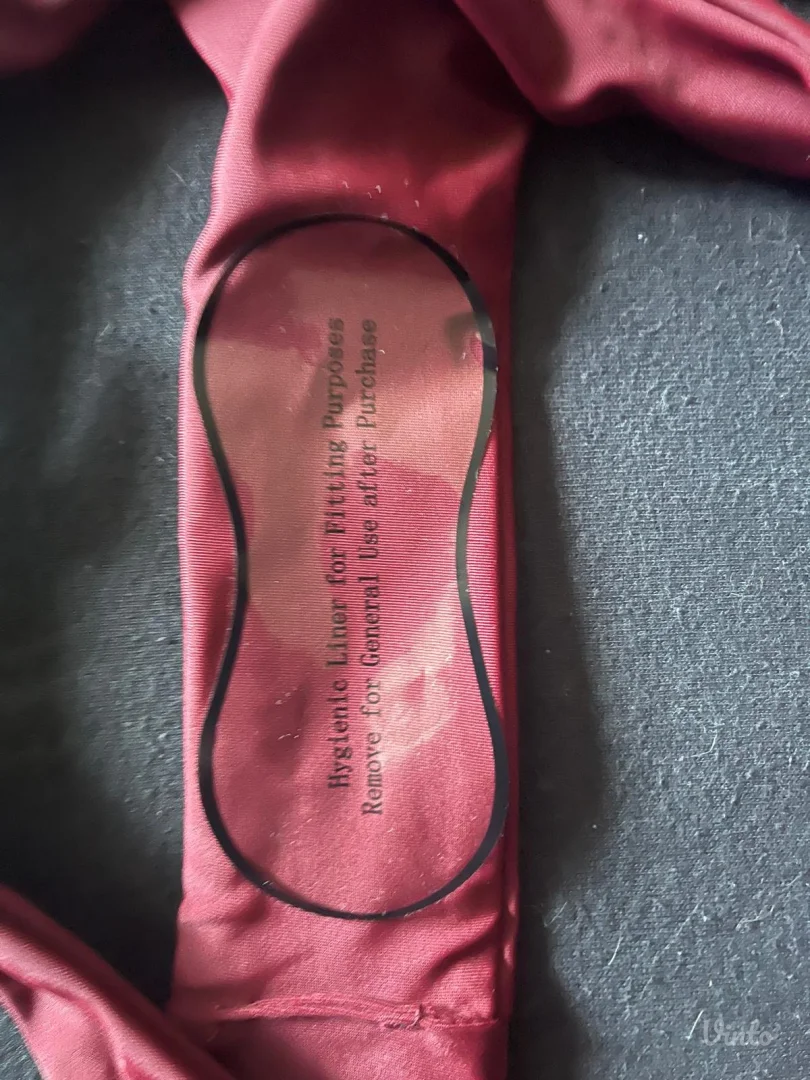 Hygienic Liner for Fitting Purposes
Remove for General Use after Purchase